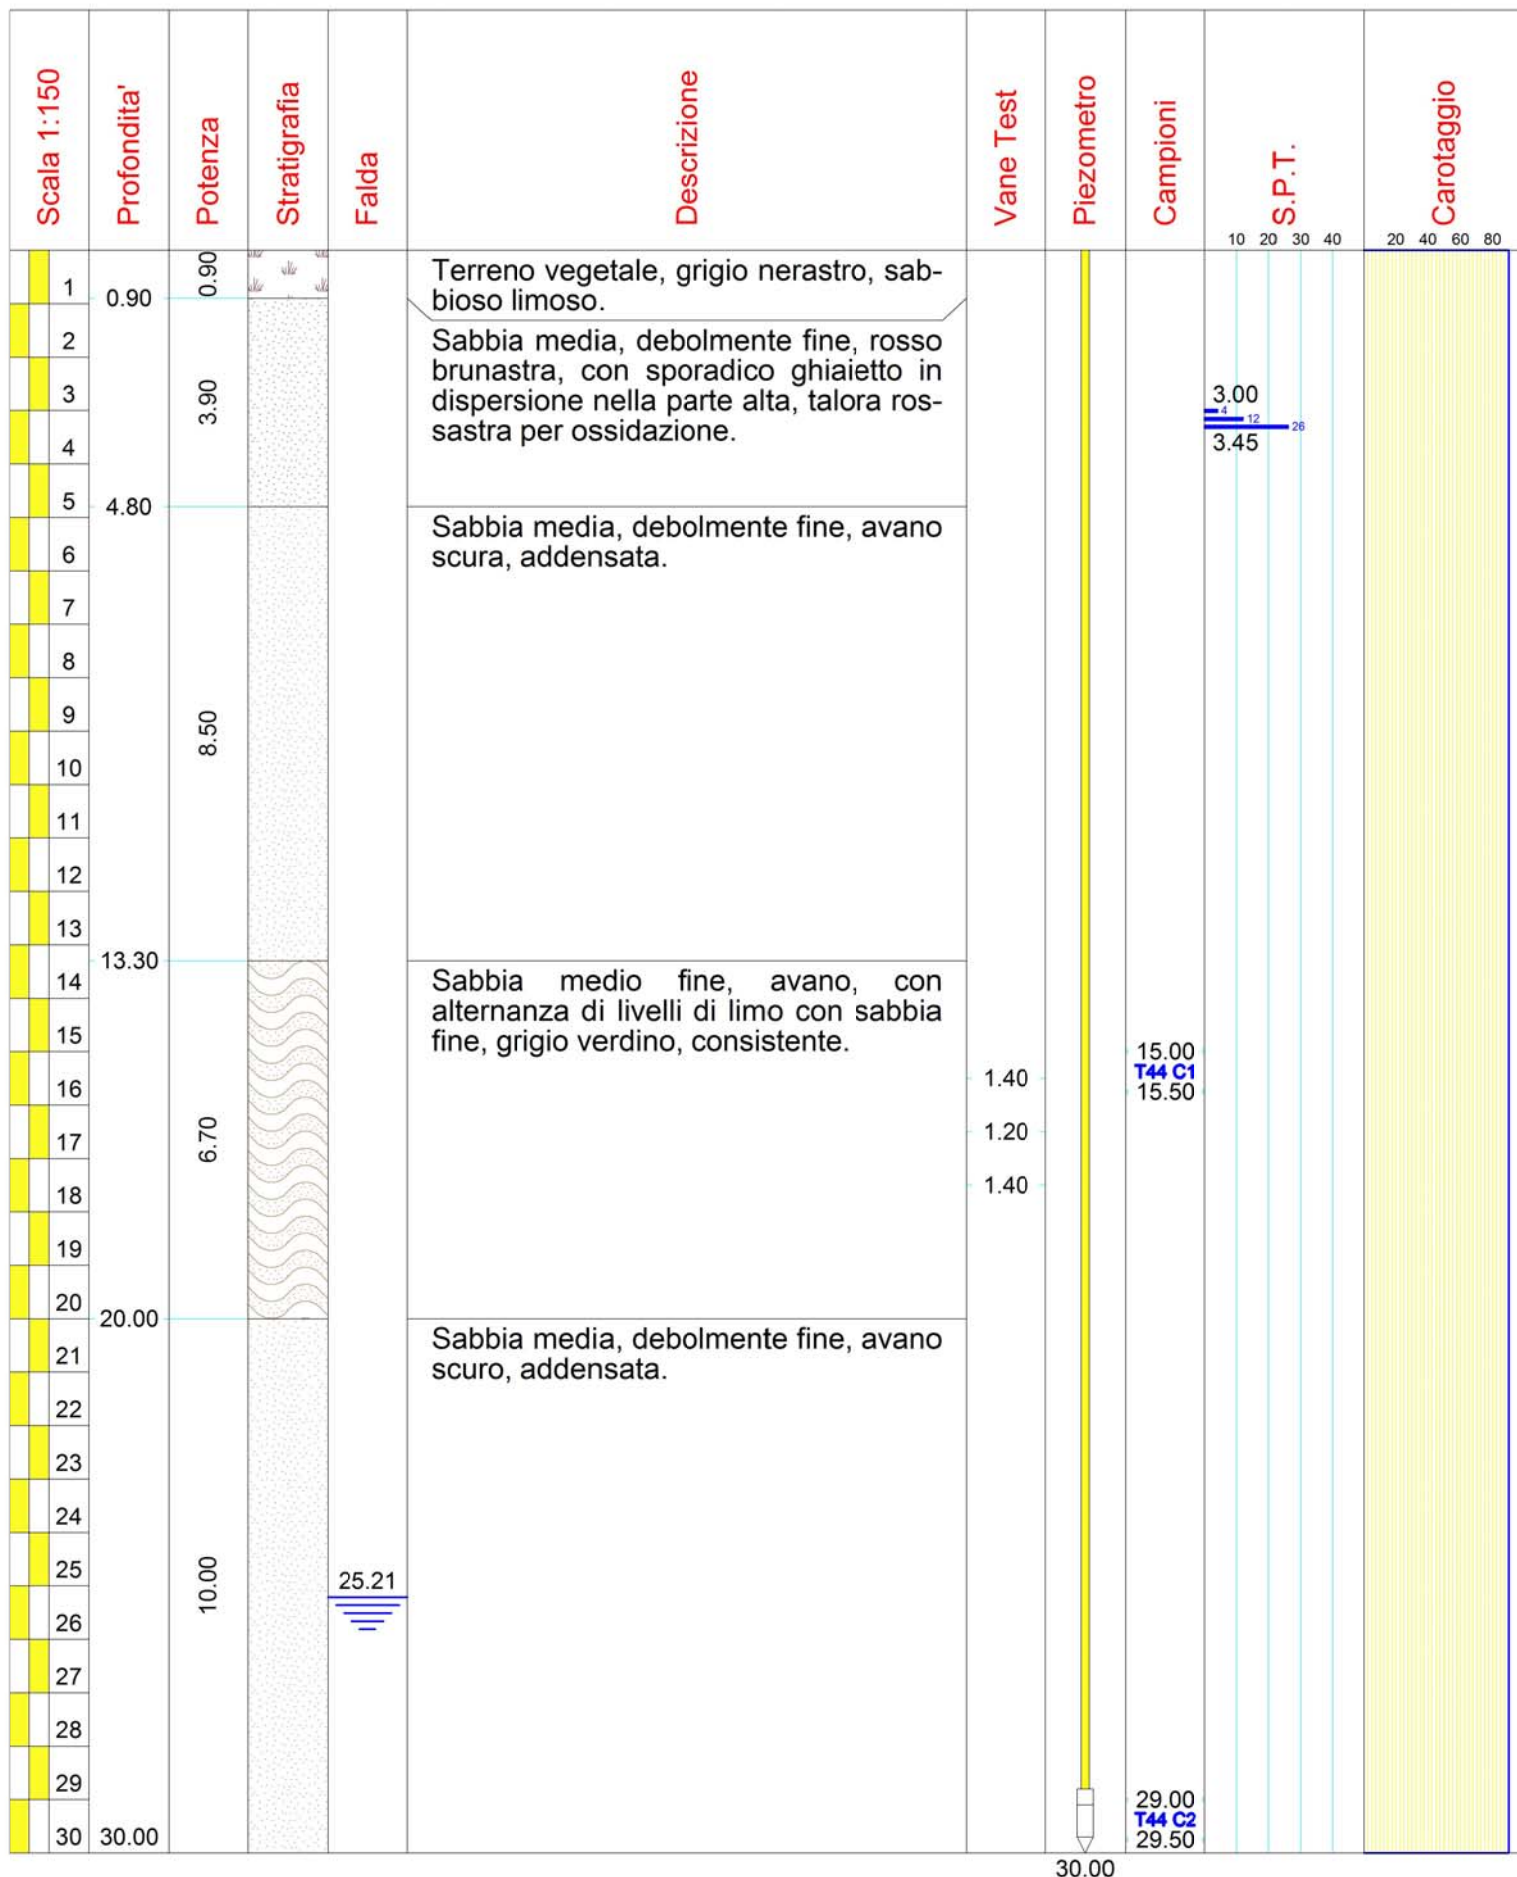 Scala 1:150
Profondita'
Potenza
Stratigrafia
Falda
Descrizione
Vane Test
Piezometro
Campioni
S.P.T.
Carotaggio
10 20 30 40
20 40 60 80
1
0.90
0.90
Terreno vegetale, grigio nerastro, sab-
bioso limoso.
2
3
4
5
3.90
4.80
Sabbia media, debolmente fine, rosso
brunastra, con sporadico ghiaietto in
dispersione nella parte alta, talora ros-
sastra per ossidazione.
3.00
4
12
26
3.45
Sabbia media, debolmente fine, avano
scura, addensata.
6
7
8
9
10
11
12
13
8.50
13.30
14
15
16
17
18
19
20
6.70
20.00
Sabbia medio fine, avano, con
alternanza di livelli di limo con sabbia
fine, grigio verdino, consistente.
1.40
1.20
1.40
15.00
T44 C1
15.50
Sabbia media, debolmente fine, avano
scuro, addensata.
21
22
23
24
25
26
27
28
29
30
30.00
10.00
25.21
29.00
T44 C2
29.50
30.00